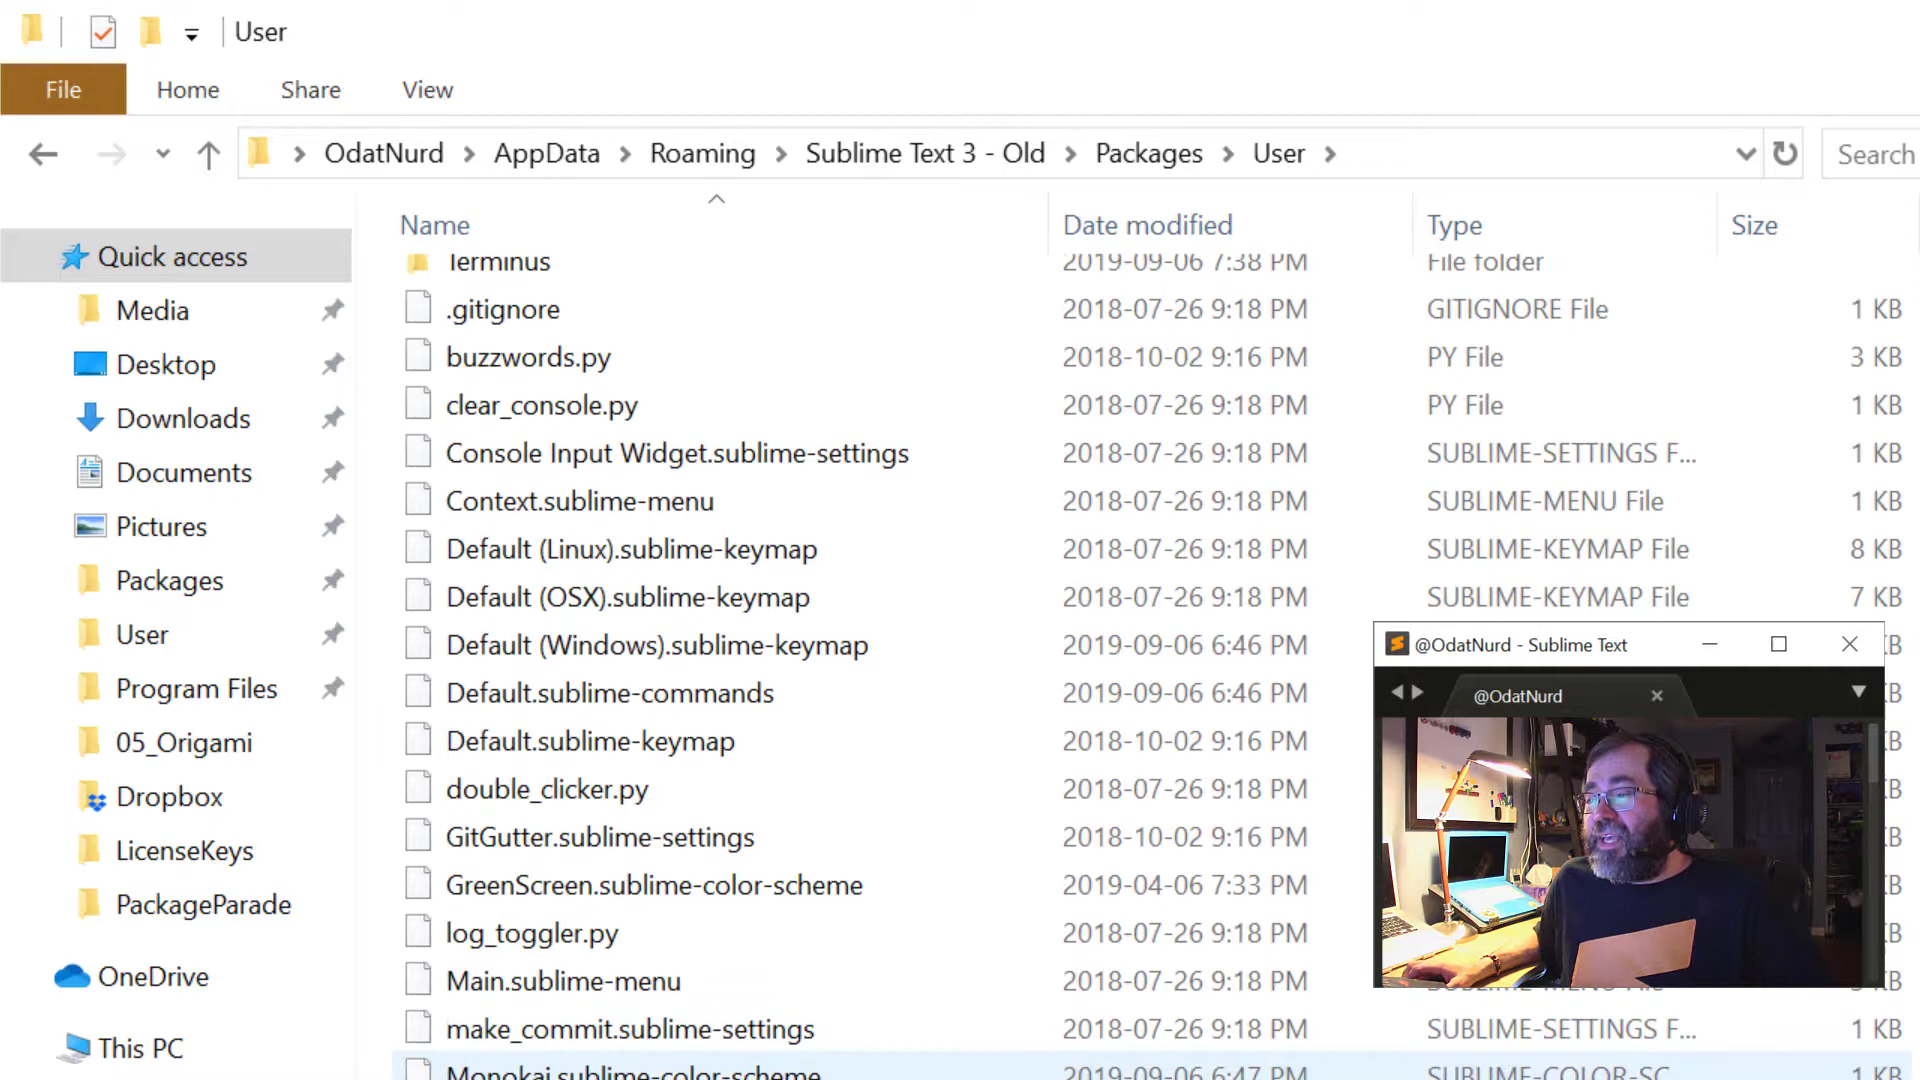 User
File Home Share View
OdatNurd AppData Roaming Sublime Text 3 - Old Packages User Search
Name Date modified Type Size
Quick access
Media
Desktop
Downloads
Documents
Pictures
Packages
User
Program Files
05_Origami
Dropbox
LicenseKeys
PackageParade
OneDrive
This PC
Terminus 2019-09-06 7:38 PM File folder
.gitignore 2018-07-26 9:18 PM GITIGNORE File 1 KB
buzzwords.py 2018-10-02 9:16 PM PY File 3 KB
clear_console.py 2018-07-26 9:18 PM PY File 1 KB
Console Input Widget.sublime-settings 2018-07-26 9:18 PM SUBLIME-SETTINGS F... 1 KB
Context.sublime-menu 2018-07-26 9:18 PM SUBLIME-MENU File 1 KB
Default (Linux).sublime-keymap 2018-07-26 9:18 PM SUBLIME-KEYMAP File 8 KB
Default (OSX).sublime-keymap 2018-07-26 9:18 PM SUBLIME-KEYMAP File 7 KB
Default (Windows).sublime-keymap 2019-09-06 6:46 PM
Default.sublime-commands 2019-09-06 6:46 PM
Default.sublime-keymap 2018-10-02 9:16 PM
double_clicker.py 2018-07-26 9:18 PM
GitGutter.sublime-settings 2018-10-02 9:16 PM
GreenScreen.sublime-color-scheme 2019-04-06 7:33 PM
log_toggler.py 2018-07-26 9:18 PM
Main.sublime-menu 2018-07-26 9:18 PM
make_commit.sublime-settings 2018-07-26 9:18 PM SUBLIME-SETTINGS F... 1 KB
Monokai.sublime-color-scheme 2019-09-06 6:47 PM SUBLIME-COLOR-SC 1 KB
@OdatNurd - Sublime Text
@OdatNurd